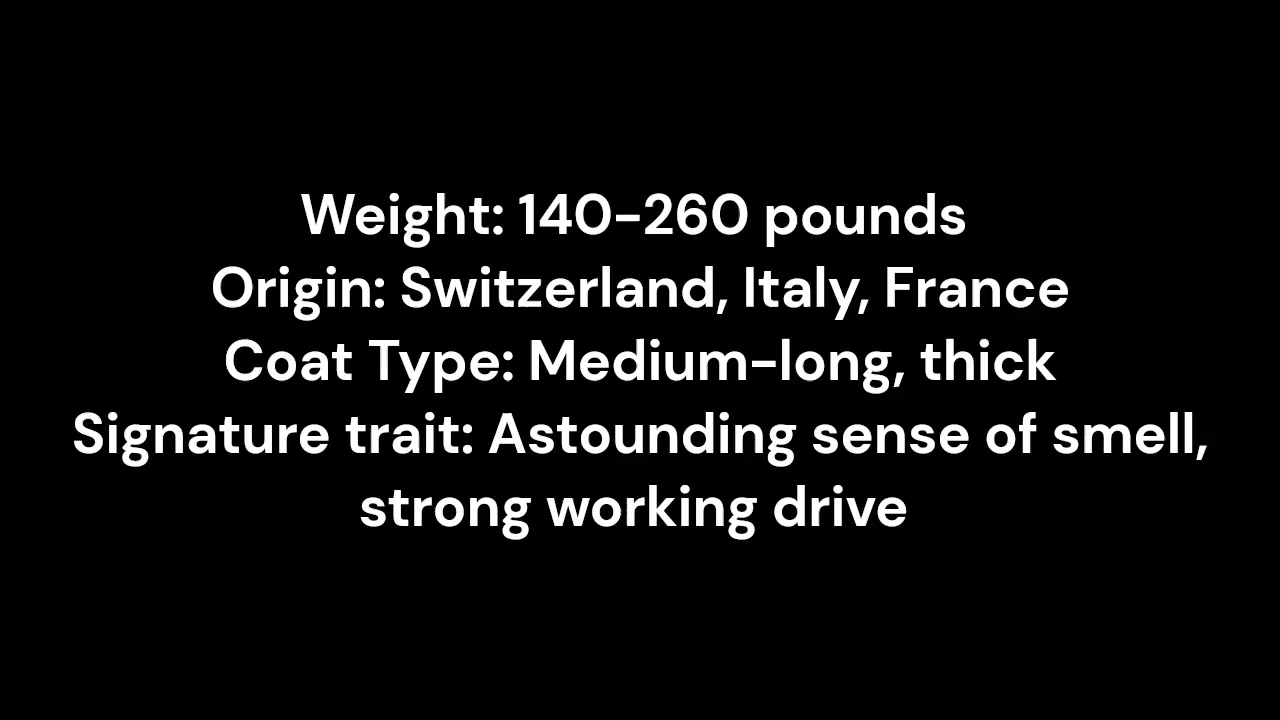 Weight: 140-260 pounds
Origin: Switzerland, Italy, France
Coat Type: Medium-long, thick
Signature trait: Astounding sense of smell,
strong working drive